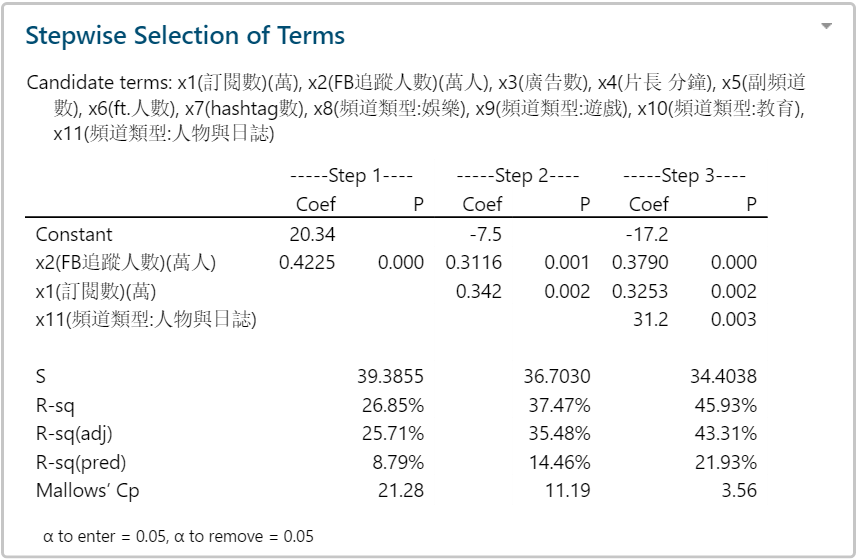 Stepwise Selection of Terms
Candidate terms: x1(訂閱數)(萬), x2(FB追蹤人數)(萬人), x3(廣告數), x4(片長 分鐘), x5(副頻道
數), x6(ft.人數), x7(hashtag數), x8(頻道類型:娛樂), x9(頻道類型:遊戲), x10(頻道類型:教育),
x11(頻道類型:人物與日誌)
-----Step 1---- -----Step 2---- -----Step 3----
Coef P Coef P Coef P
Constant 20.34 -7.5 -17.2
x2(FB追蹤人數)(萬人) 0.4225 0.000 0.3116 0.001 0.3790 0.000
x1(訂閱數)(萬) 0.342 0.002 0.3253 0.002
x11(頻道類型:人物與日誌) 31.2 0.003
S 39.3855 36.7030 34.4038
R-sq 26.85% 37.47% 45.93%
R-sq(adj) 25.71% 35.48% 43.31%
R-sq(pred) 8.79% 14.46% 21.93%
Mallows’ Cp 21.28 11.19 3.56
α to enter = 0.05, α to remove = 0.05